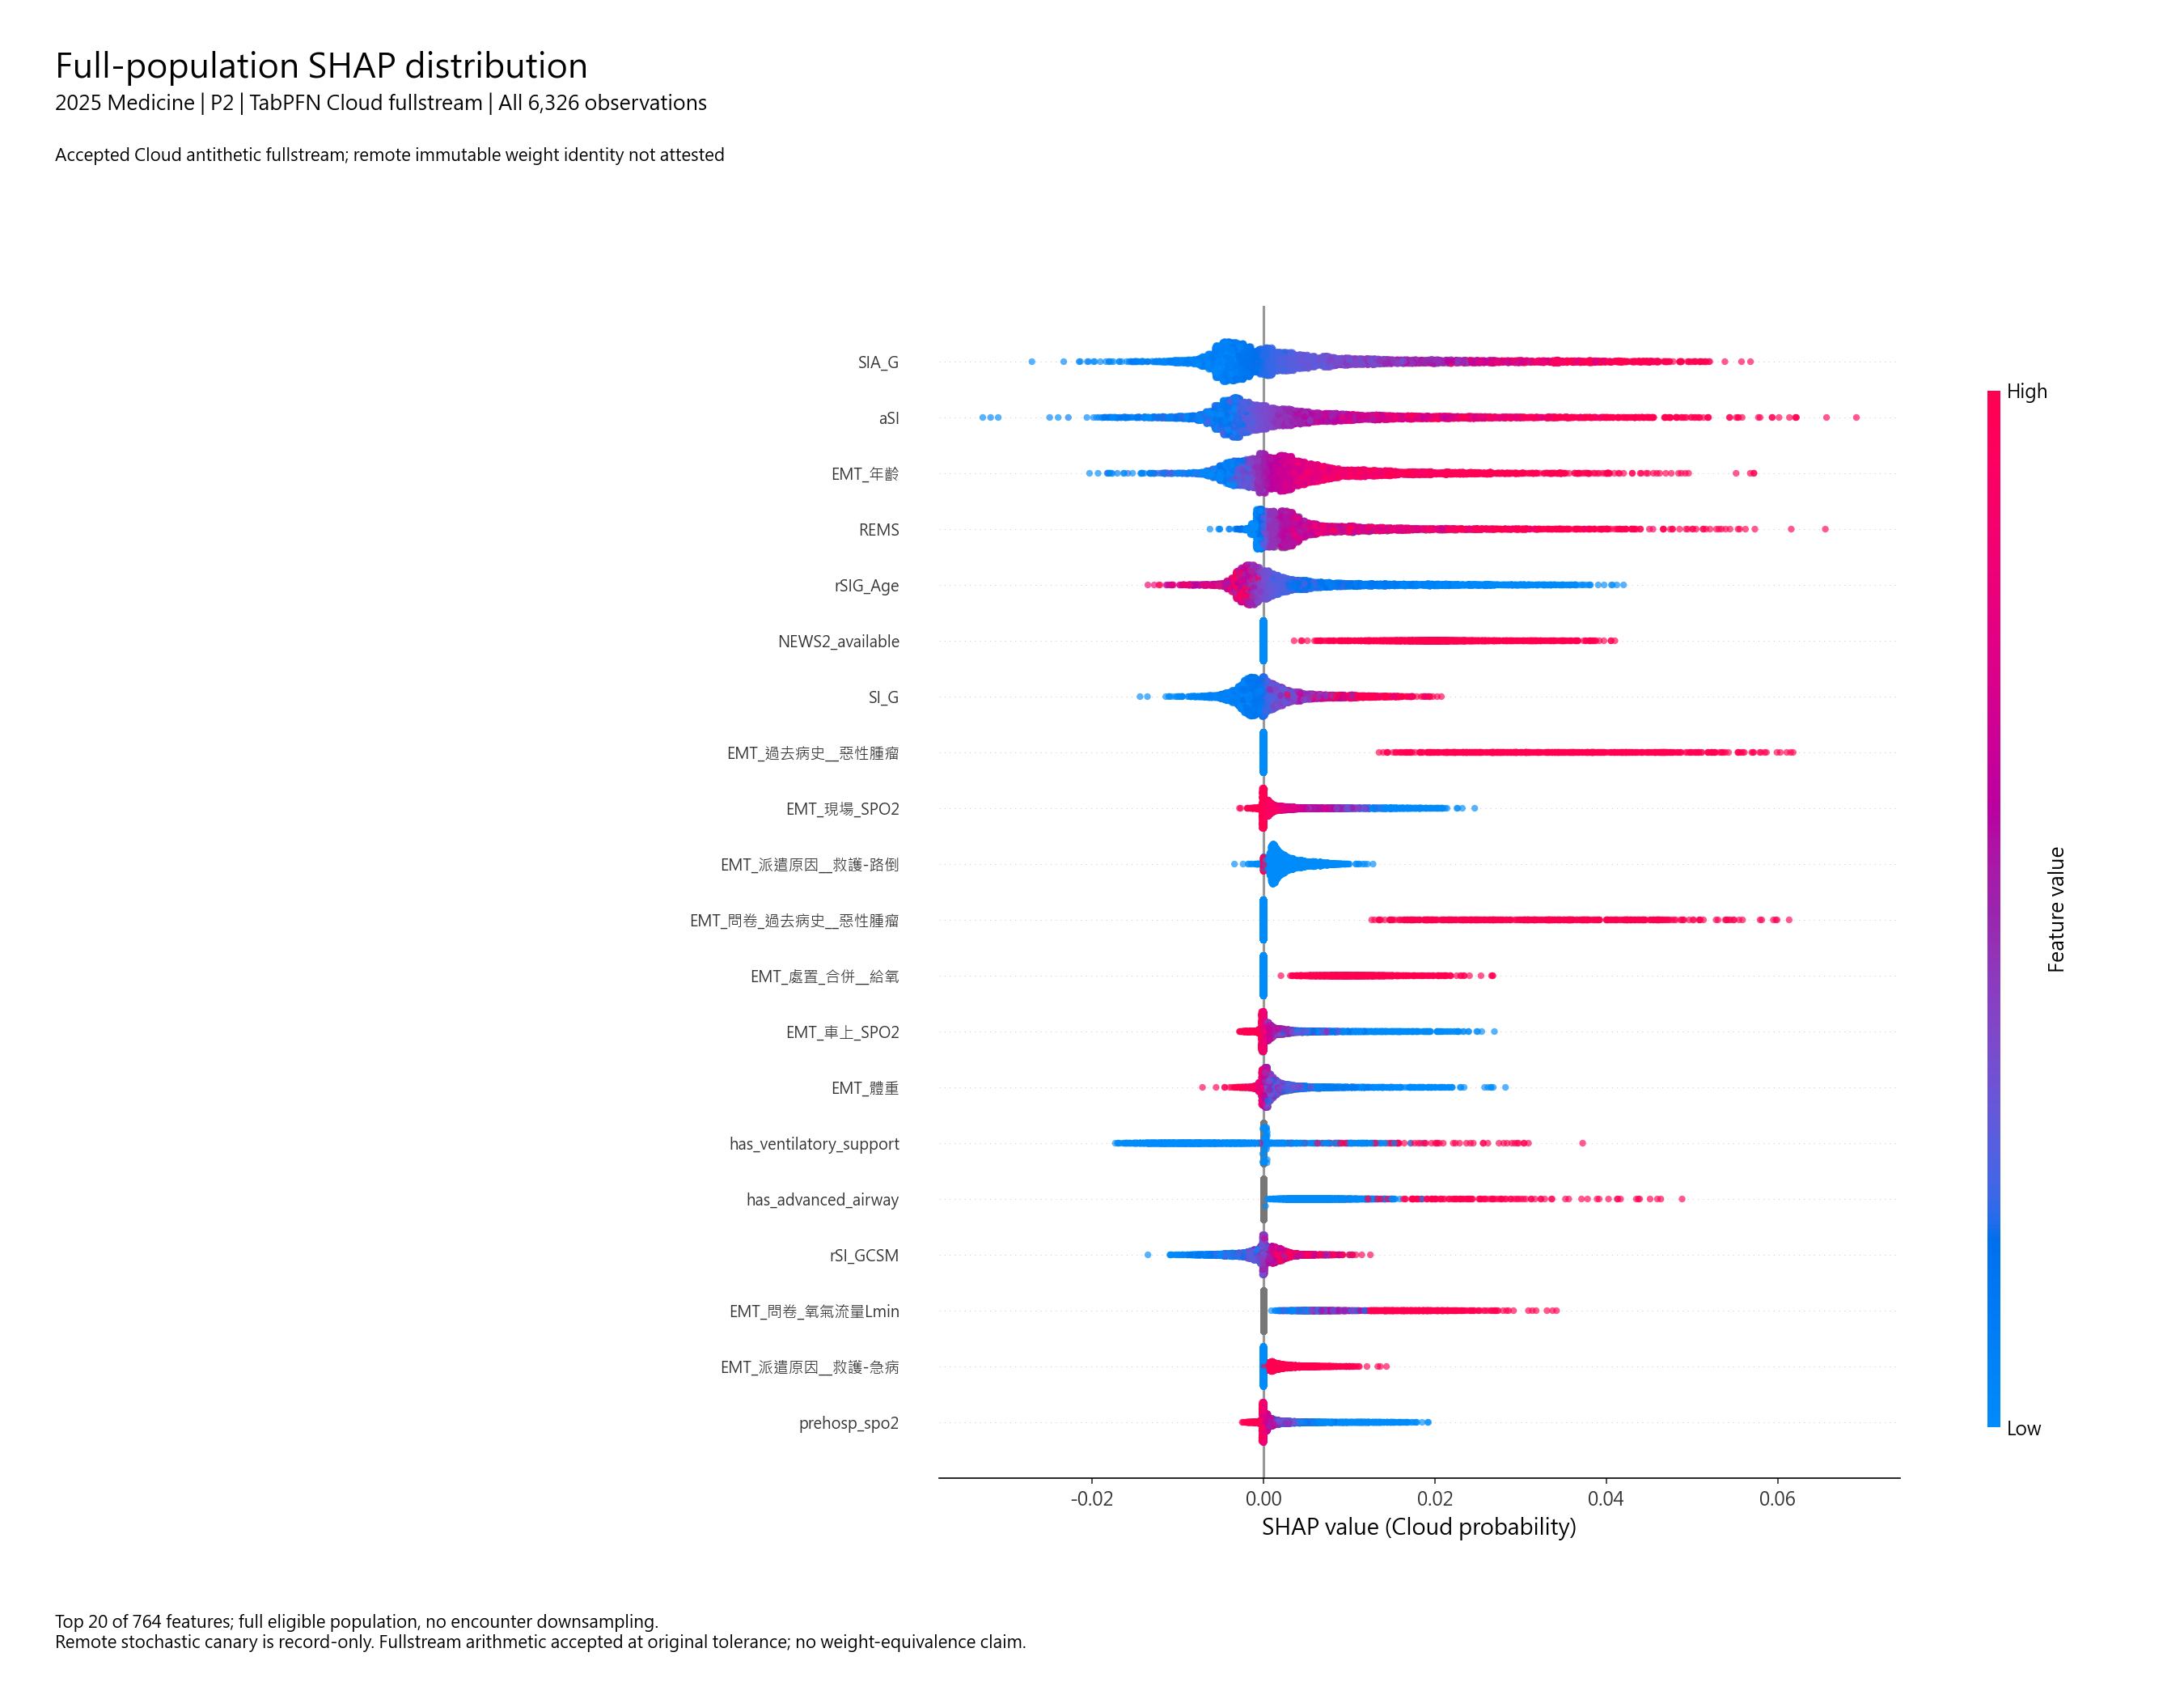 Full-population SHAP distribution
2025 Medicine | P2 | TabPFN Cloud fullstream | All 6,326 observations
Accepted Cloud antithetic fullstream; remote immutable weight identity not attested
SIA_G
aSI
EMT_年齡
REMS
rSIG_Age
NEWS2_available
SI_G
EMT_過去病史__惡性腫瘤
EMT_現場_SPO2
EMT_派遣原因__救護-路倒
EMT_問卷_過去病史__惡性腫瘤
EMT_處置_合併__給氧
EMT_車上_SPO2
EMT_體重
has_ventilatory_support
has_advanced_airway
rSI_GCSM
EMT_問卷_氧氣流量Lmin
EMT_派遣原因__救護-急病
prehosp_spo2
-0.02 0.00 0.02 0.04 0.06
SHAP value (Cloud probability)
High
Feature value
Low
Top 20 of 764 features; full eligible population, no encounter downsampling.
Remote stochastic canary is record-only. Fullstream arithmetic accepted at original tolerance; no weight-equivalence claim.